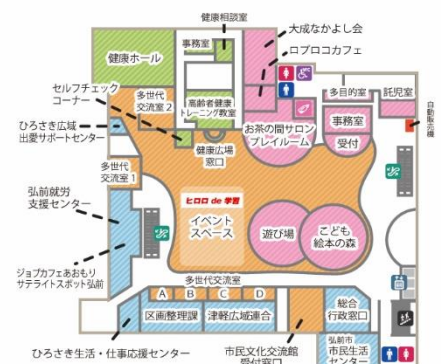 健康相談室
大成なかよし会
事務室
ロブロコカフェ
健康ホール
セルフチェック
コーナー
多世代
交流室2
高齢者健康
トレーニング教室
多目的室
託児室
自動販売機
お茶の間サロン
プレイルーム
事務室
受付
ひろさき広域
出愛サポートセンター
健康広場
窓口
多世代
交流室1
弘前就労
支援センター
ヒロロ de 学習
イベント
スペース
遊び場
こども
絵本の森
ジョブカフェあおもり
サテライトスポット弘前
多世代交流室
A
B
C
D
区画整理課
津軽広域連合
総合
行政窓口
ひろさき生活・仕事応援センター
市民文化交流館
受付窓口
弘前市
市民生活
センター